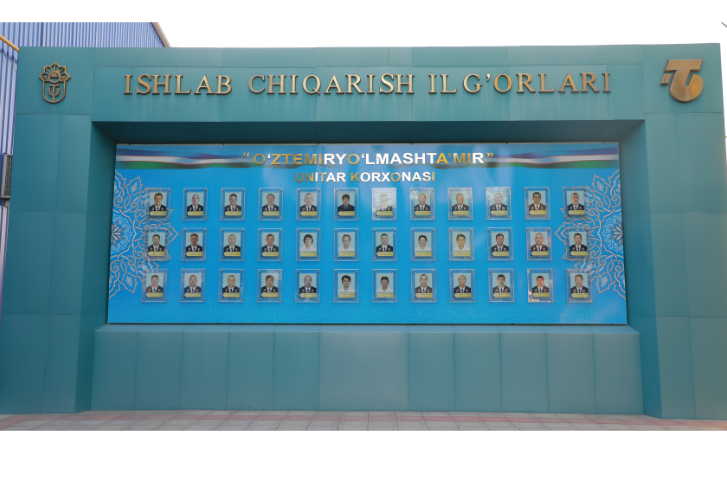 ISHLAB CHIQARISH ILG‘ORLARI
"O‘ZTEMIRYO‘LMASHTA’MIR"
UNITAR KORXONASI